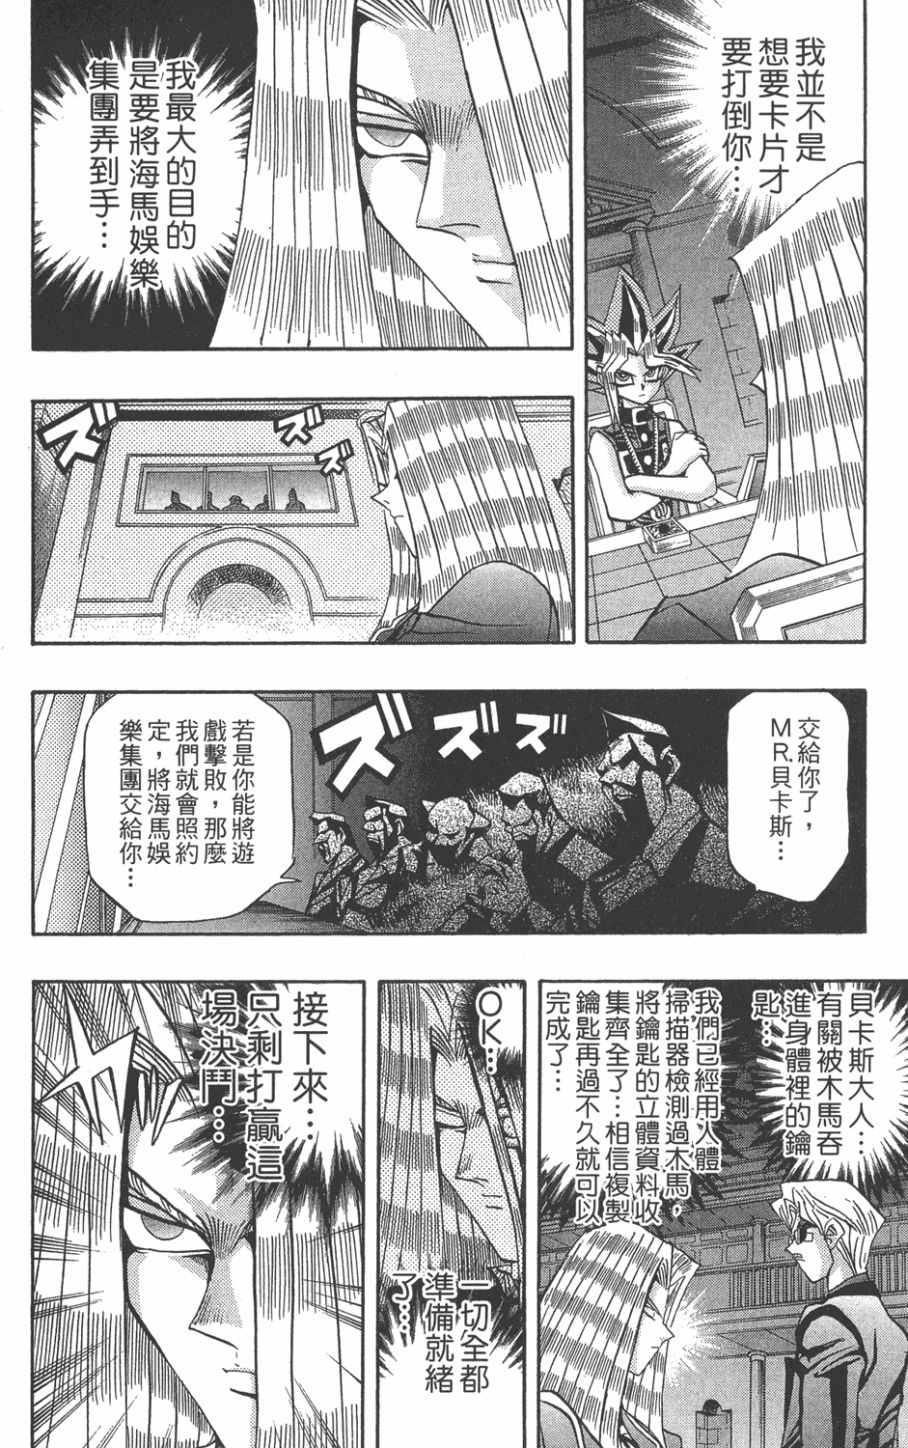 我並不是
想要卡片才
要打倒你…
我最大的目的
是要將海馬娛樂
集團弄到手…
ズ
ズ
ズ
交給你了，
MR.貝卡斯…
ズ
ズ
ズ
若是你能將遊
戲擊敗，那麼
我們就會照約
定，將海馬娛
樂集團交給你…
貝卡斯大人…
有關被木馬吞
進身體裡的鑰
匙…
我們已經用人體
掃描器檢測過木馬，
將鑰匙的立體資料收
集齊全了…相信複製
鑰匙再過不久就可以
完成了…
OK…
一切全都
準備就緒
了…
接下來…
只剩打贏這
場決鬥…